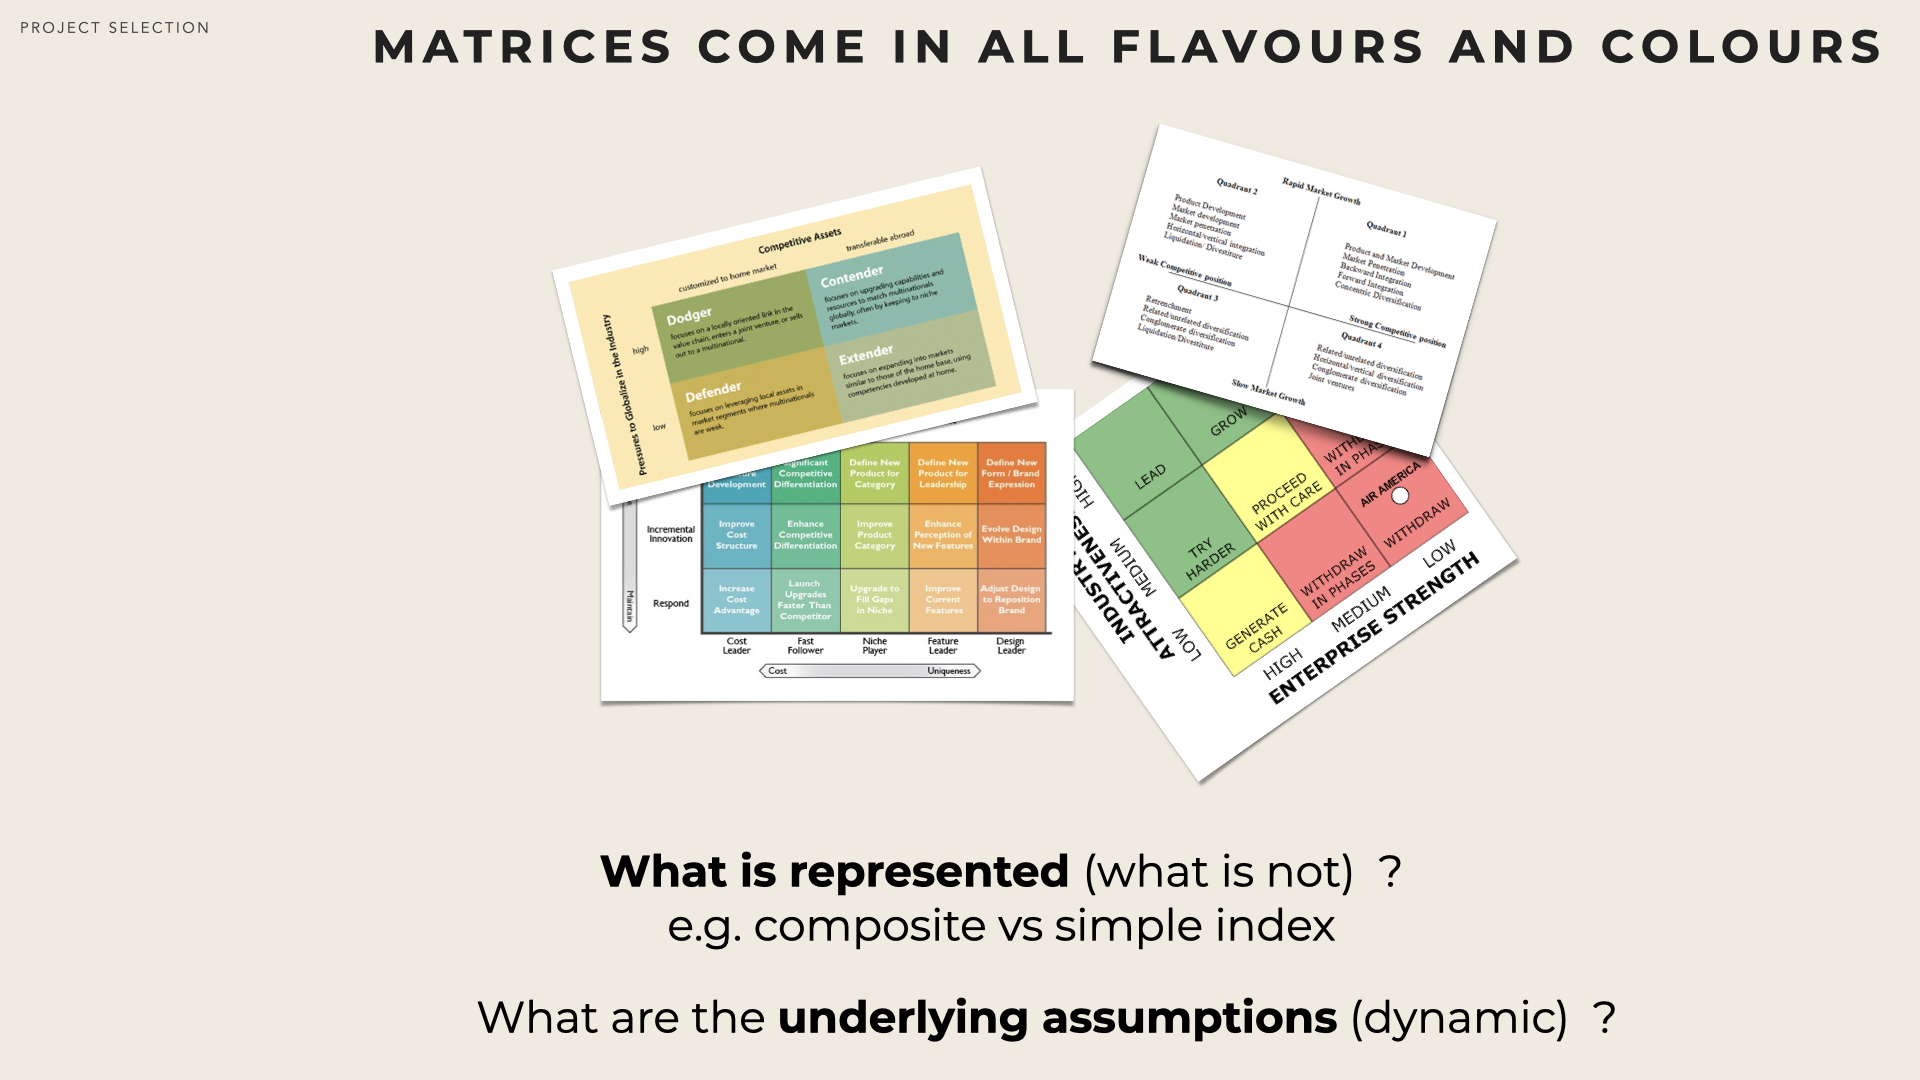 PROJECT SELECTION
MATRICES COME IN ALL FLAVOURS AND COLOURS
Competitive Assets
customized to home market
transferable abroad
Pressures to Globalize in the Industry
high
low
Dodger
focuses on a locally oriented link in the
value chain, enters a joint venture, or sells
out to a multinational.
Contender
focuses on upgrading capabilities and
resources to match multinationals
globally, often by keeping to niche
markets.
Defender
focuses on leveraging local assets in
market segments where multinationals
are weak.
Extender
focuses on expanding into markets
similar to those of the home base, using
competencies developed at home.
Rapid Market Growth
Quadrant 2
Product Development
Market development
Market penetration
Horizontal/vertical integration
Liquidation/ Divestiture
Quadrant 1
Product and Market Development
Market Penetration
Backward Integration
Forward Integration
Concentric Diversification
Weak Competitive position
Quadrant 3
Retrenchment
Related/unrelated diversification
Conglomerate diversification
Liquidation/Divestiture
Strong Competitive position
Quadrant 4
Related/unrelated diversification
Horizontal/vertical diversification
Conglomerate diversification
Joint ventures
Slow Market Growth
Development
Competitive
Differentiation
Define New
Product for
Category
Define New
Product for
Leadership
Define New
Form / Brand
Expression
Incremental
Innovation
Improve
Cost
Structure
Enhance
Competitive
Differentiation
Improve
Product
Category
Enhance
Perception of
New Features
Evolve Design
Within Brand
Maintain
Respond
Increase
Cost
Advantage
Launch
Upgrades
Faster Than
Competitor
Upgrade to
Fill Gaps
in Niche
Improve
Current
Features
Adjust Design
to Reposition
Brand
Cost
Leader
Fast
Follower
Niche
Player
Feature
Leader
Design
Leader
Cost
Uniqueness
LEAD
GROW
IN PHASES
TRY
HARDER
PROCEED
WITH CARE
AIR AMERICA
WITHDRAW
GENERATE
CASH
WITHDRAW
IN PHASES
MEDIUM
LOW
HIGH
MEDIUM
LOW
ENTERPRISE STRENGTH
What is represented (what is not) ?
e.g. composite vs simple index
What are the underlying assumptions (dynamic) ?